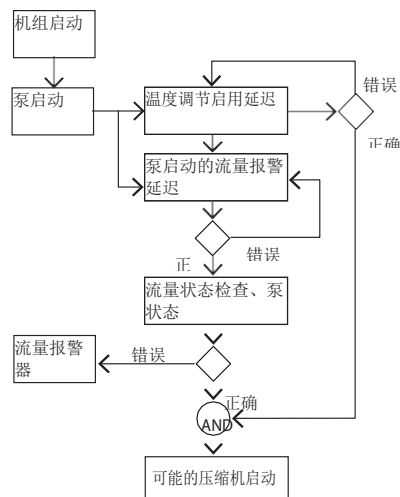 机组启动
错误
泵启动
温度调节启用延迟
正确
泵启动的流量报警
延迟
正
错误
流量状态检查、泵
状态
流量报警
器
错误
正确
AND
可能的压缩机启动